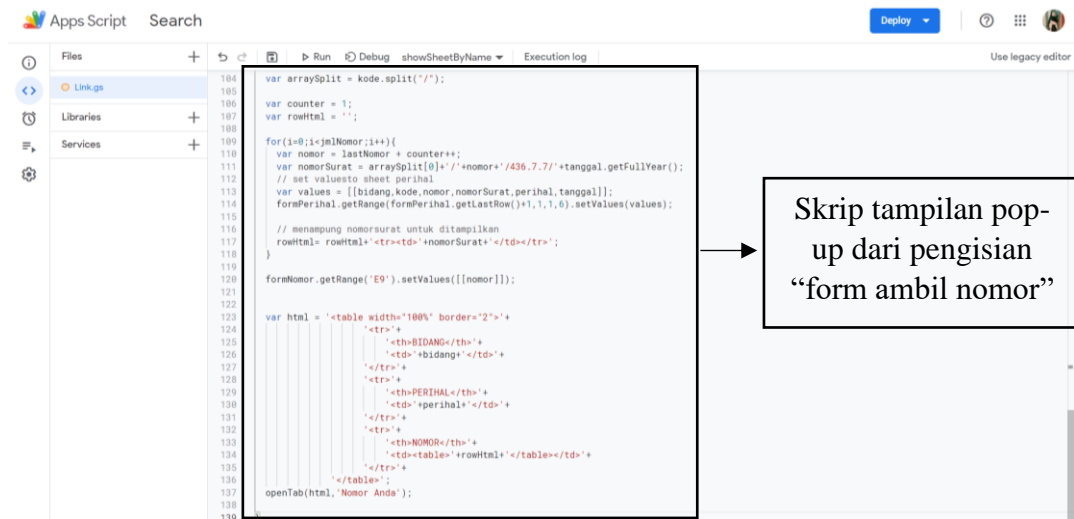 Apps Script Search Deploy
Files Run Debug showSheetByName Execution log Use legacy editor
Link.gs
Libraries
Services
104 var arraySplit = kode.split("/");
105
106 var counter = 1;
107 var rowHtml = '';
108
109 for(i=0;i<jmlNomor;i++){
110 var nomor = lastNomor + counter++;
111 var nomorSurat = arraySplit[0]+'/'+nomor+'/436.7.7/'+tanggal.getFullYear();
112 // set valuesto sheet perihal
113 var values = [[bidang,kode,nomor,nomorSurat,perihal,tanggal]];
114 formPerihal.getRange(formPerihal.getLastRow()+1,1,1,6).setValues(values);
115
116 // menampung nomorsurat untuk ditampilkan
117 rowHtml= rowHtml+'<tr><td>'+nomorSurat+'</td></tr>';
118 }
119
120 formNomor.getRange('E9').setValues([[nomor]]);
121
122
123 var html = '<table width="100%" border="2">'+
124 '<tr>'+
125 '<th>BIDANG</th>'+
126 '<td>'+bidang+'</td>'+
127 '</tr>'+
128 '<tr>'+
129 '<th>PERIHAL</th>'+
130 '<td>'+perihal+'</td>'+
131 '</tr>'+
132 '<tr>'+
133 '<th>NOMOR</th>'+
134 '<td><table>'+rowHtml+'</table></td>'+
135 '</tr>'+
136 '</table>';
137 openTab(html,'Nomor Anda');
138
139 }
Skrip tampilan pop-
up dari pengisian
“form ambil nomor”